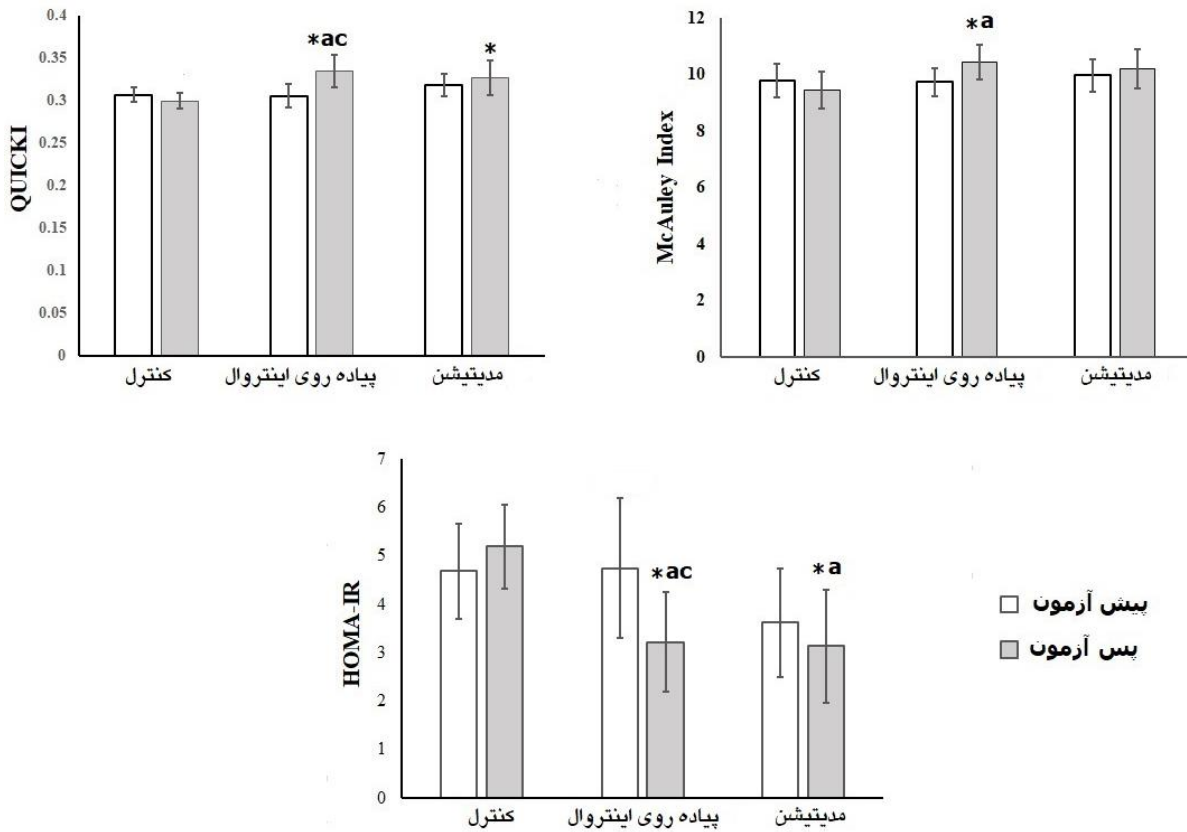 0.4
0.35
0.3
0.25
0.2
0.15
0.1
0.05
0
QUICKI
*ac
*
کنترل
پیاده روی اینتروال
مدیتیشن
12
10
8
6
4
2
0
McAuley Index
*a
کنترل
پیاده روی اینتروال
مدیتیشن
7
6
5
4
3
2
1
0
HOMA-IR
*ac
*a
کنترل
پیاده روی اینتروال
مدیتیشن
پیش آزمون
پس آزمون